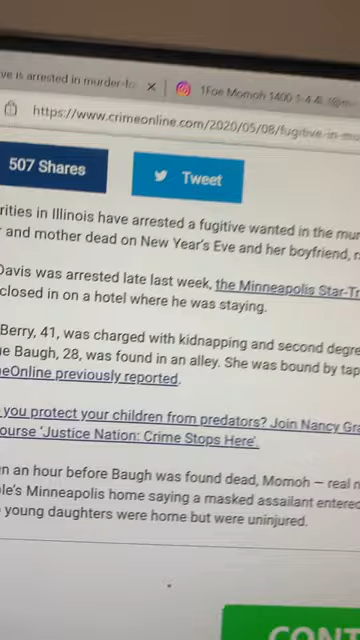 ve is arrested in murder-fo
1Foe Momoh 1400
https://www.crimeonline.com/2020/05/08/fugitive-in-mu
507 Shares
Tweet
rities in Illinois have arrested a fugitive wanted in the mur
and mother dead on New Year's Eve and her boyfriend, r
Davis was arrested late last week, the Minneapolis Star-Tr
closed in on a hotel where he was staying.
Berry, 41, was charged with kidnapping and second degre
e Baugh, 28, was found in an alley. She was bound by tap
eOnline previously reported.
you protect your children from predators? Join Nancy Gra
ourse 'Justice Nation: Crime Stops Here'.
n an hour before Baugh was found dead, Momoh – real n
ple's Minneapolis home saying a masked assailant entered
young daughters were home but were uninjured.
CONT